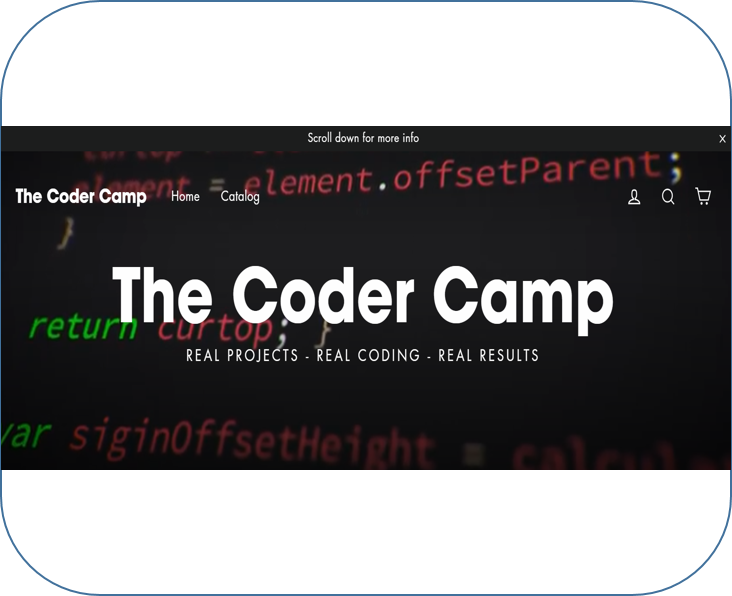 Scroll down for more info
X
element = element.offsetParent;
The Coder Camp
Home
Catalog
}
The Coder Camp
return curtop; }
REAL PROJECTS - REAL CODING - REAL RESULTS
var siginOffsetHeight =